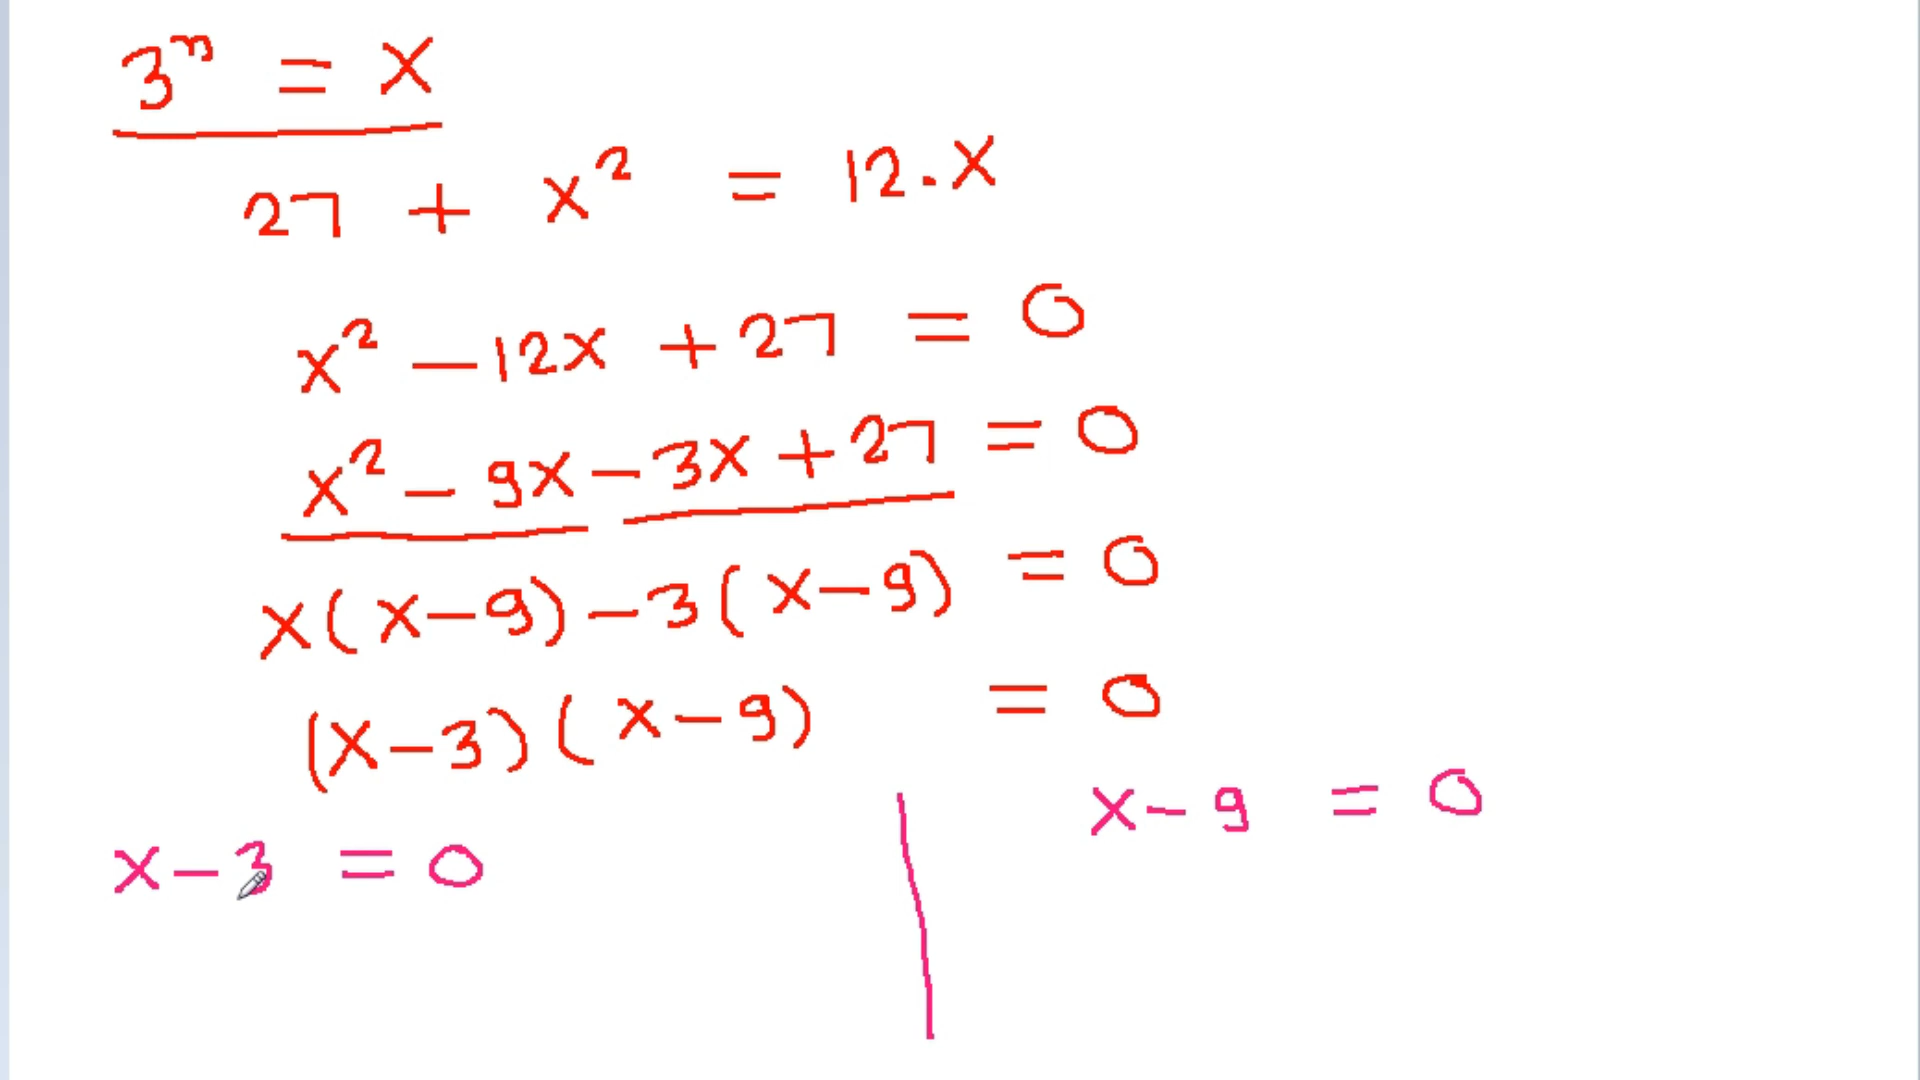 3^m = x
27 + x² = 12.x
x² - 12x + 27 = 0
x² - 9x - 3x + 27 = 0
x(x-9) - 3(x-9) = 0
(x-3)(x-9) = 0
x-3 = 0
x-9 = 0